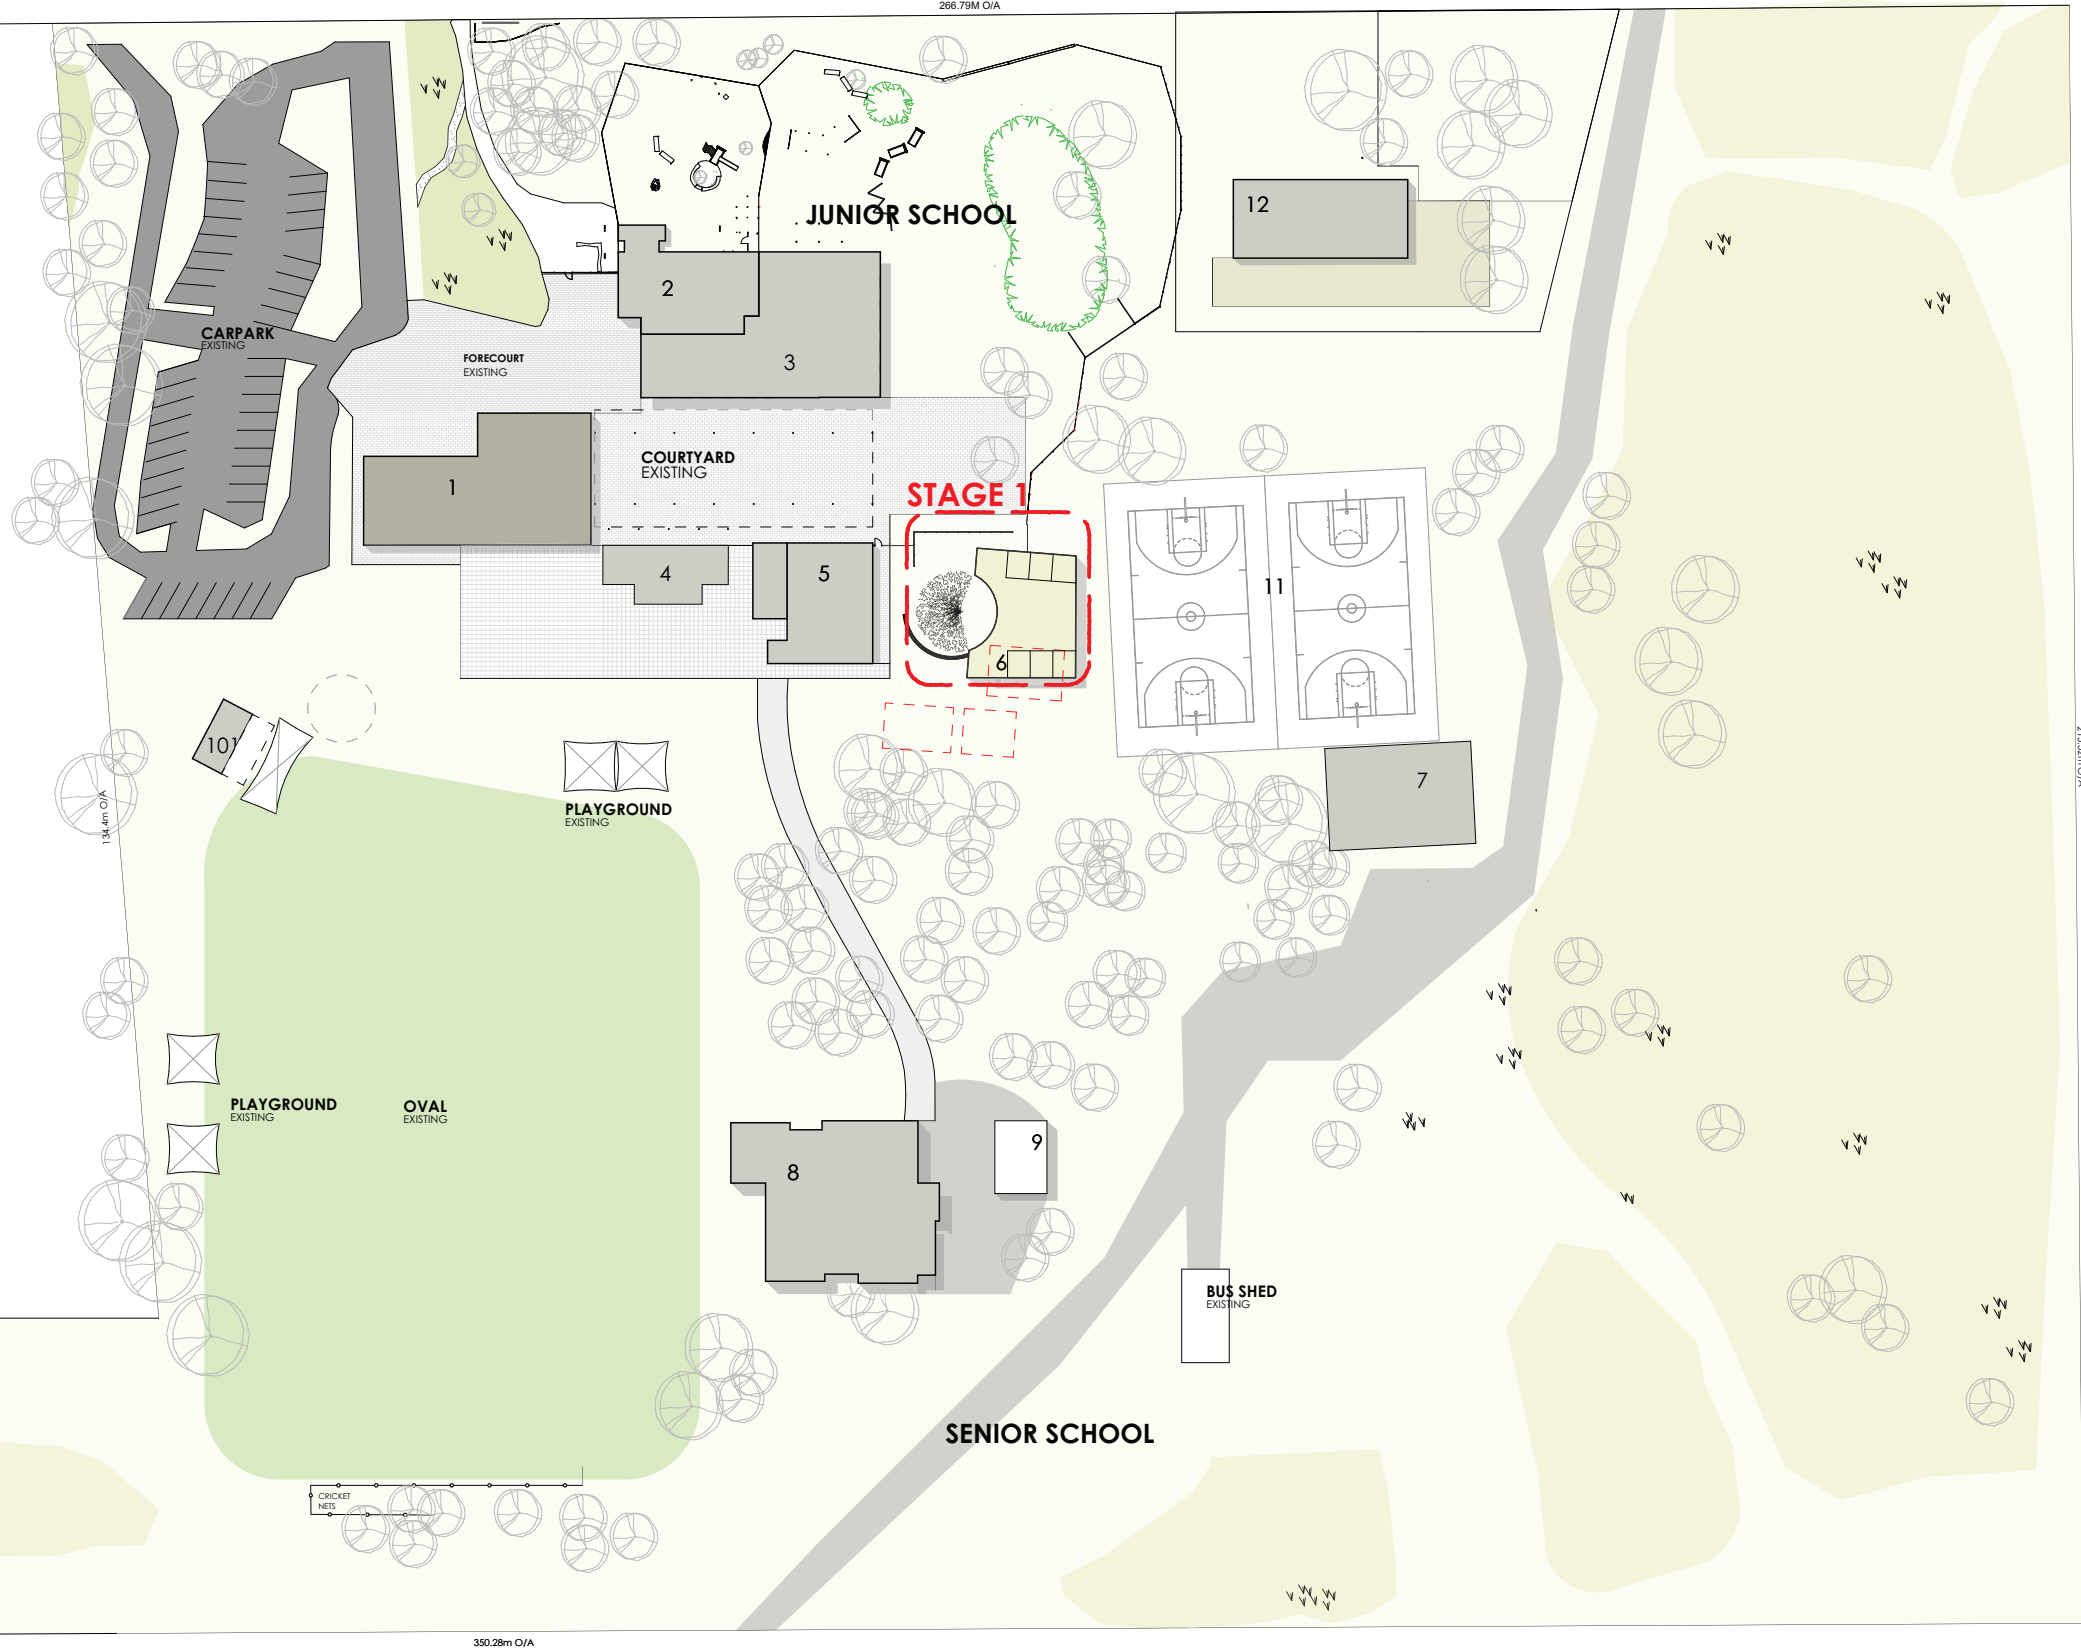 266.79M O/A
JUNIOR SCHOOL
12
2
CARPARK
EXISTING
FORECOURT
EXISTING
3
COURTYARD
EXISTING
1
STAGE 1
4
5
11
6
101
7
134.4m O/A
PLAYGROUND
EXISTING
PLAYGROUND
EXISTING
OVAL
EXISTING
9
8
BUS SHED
EXISTING
SENIOR SCHOOL
CRICKET
NETS
350.28m O/A